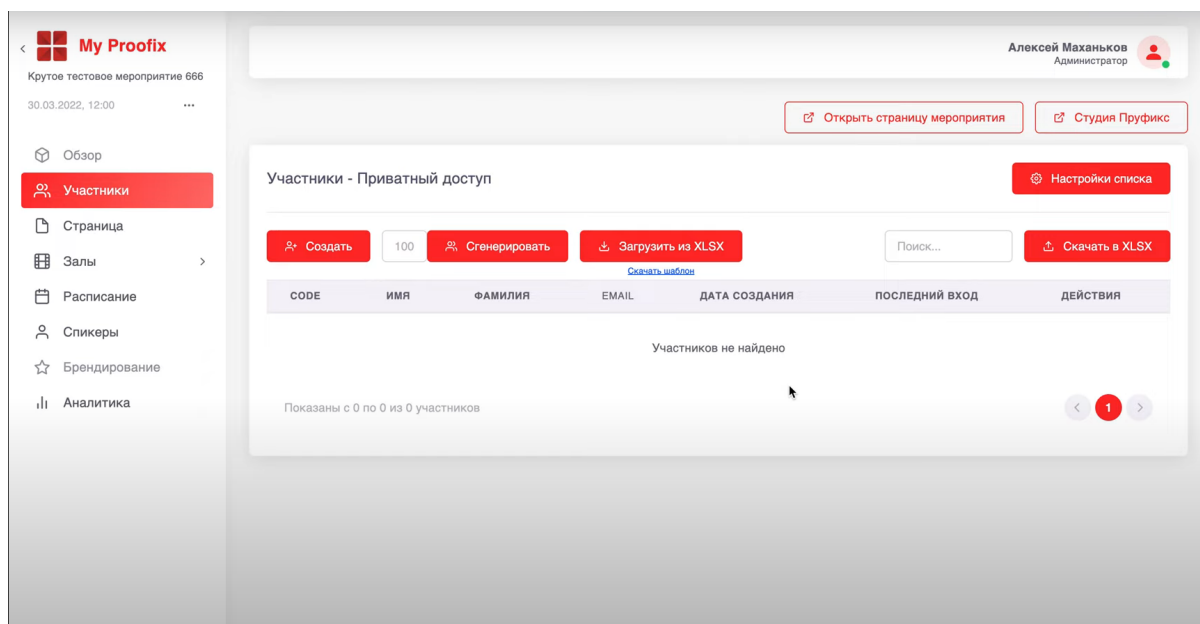 My Proofix
Крутое тестовое мероприятие 666
30.03.2022, 12:00
Обзор
Участники
Страница
Залы
Расписание
Спикеры
Брендирование
Аналитика
Алексей Маханьков
Администратор
Открыть страницу мероприятия
Студия Пруфикс
Участники - Приватный доступ
Настройки списка
Создать 100 Сгенерировать Загрузить из XLSX Поиск... Скачать в XLSX
Скачать шаблон
CODE ИМЯ ФАМИЛИЯ EMAIL ДАТА СОЗДАНИЯ ПОСЛЕДНИЙ ВХОД ДЕЙСТВИЯ
Участников не найдено
Показаны с 0 по 0 из 0 участников
1